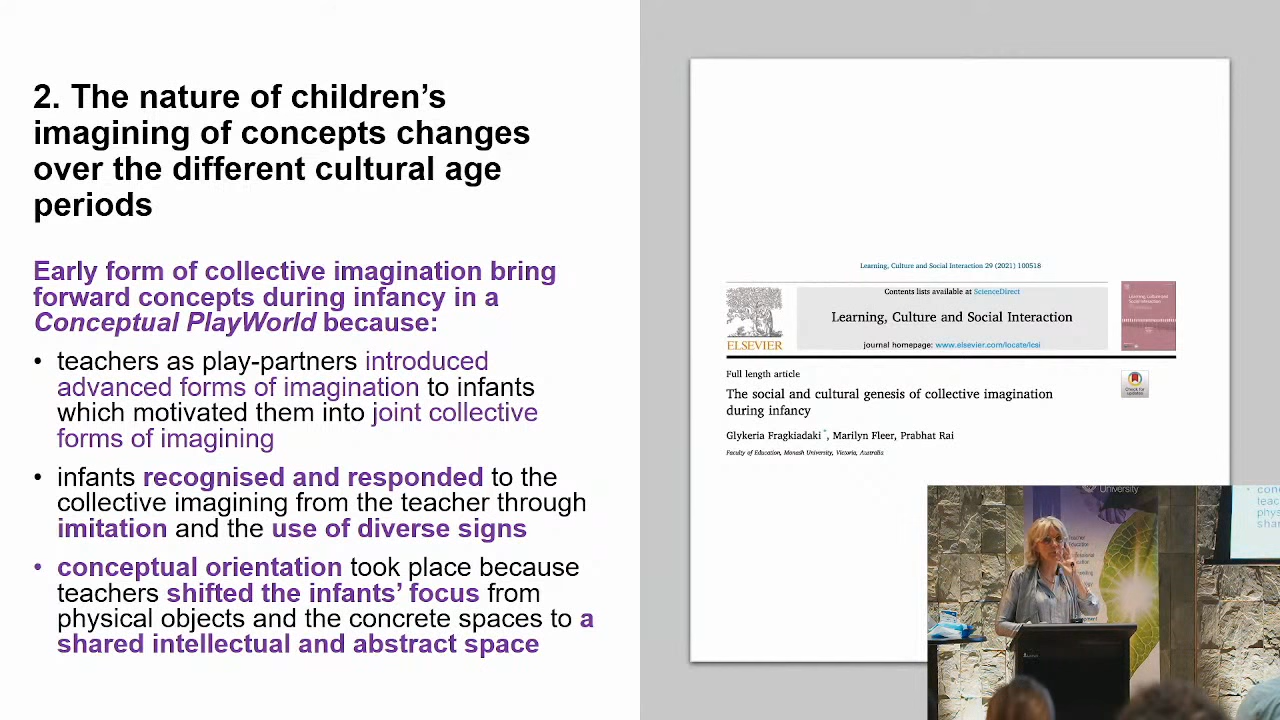 2. The nature of children’s
imagining of concepts changes
over the different cultural age
periods
Early form of collective imagination bring
forward concepts during infancy in a
Conceptual PlayWorld because:
• teachers as play-partners introduced
advanced forms of imagination to infants
which motivated them into joint collective
forms of imagining
• infants recognised and responded to the
collective imagining from the teacher through
imitation and the use of diverse signs
• conceptual orientation took place because
teachers shifted the infants’ focus from
physical objects and the concrete spaces to a
shared intellectual and abstract space
Learning, Culture and Social Interaction 29 (2021) 100518
Contents lists available at ScienceDirect
Learning, Culture and Social Interaction
journal homepage: www.elsevier.com/locate/lcsi
ELSEVIER
Full length article
Check for
updates
The social and cultural genesis of collective imagination
during infancy
Glykeria Fragkiadaki *, Marilyn Fleer, Prabhat Rai
Faculty of Education, Monash University, Victoria, Australia
University